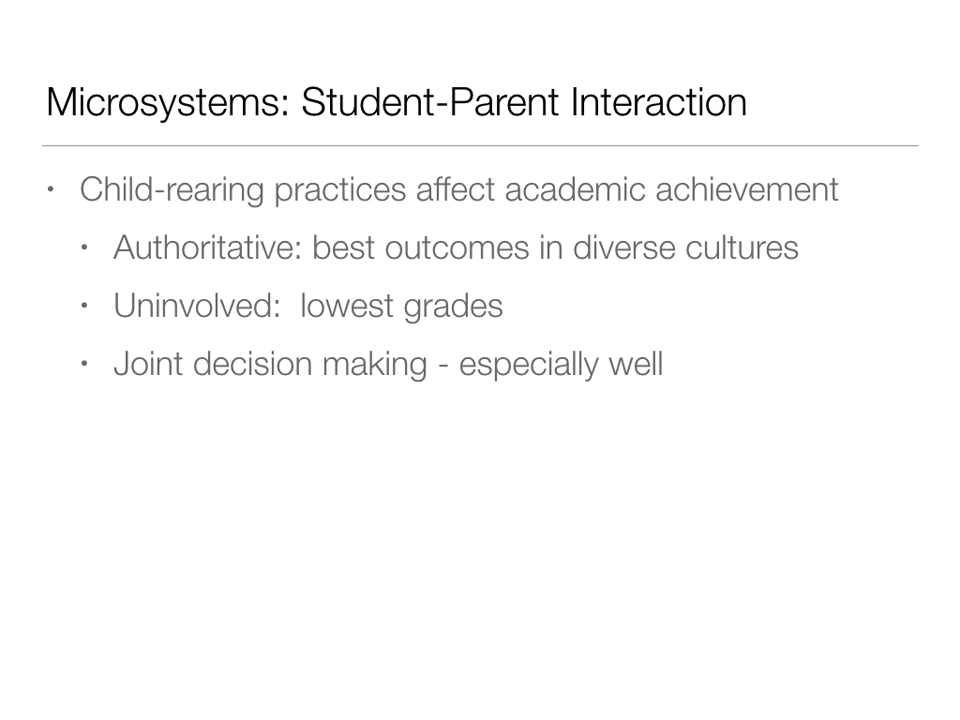 Microsystems: Student-Parent Interaction
• Child-rearing practices affect academic achievement
• Authoritative: best outcomes in diverse cultures
• Uninvolved:  lowest grades
• Joint decision making - especially well